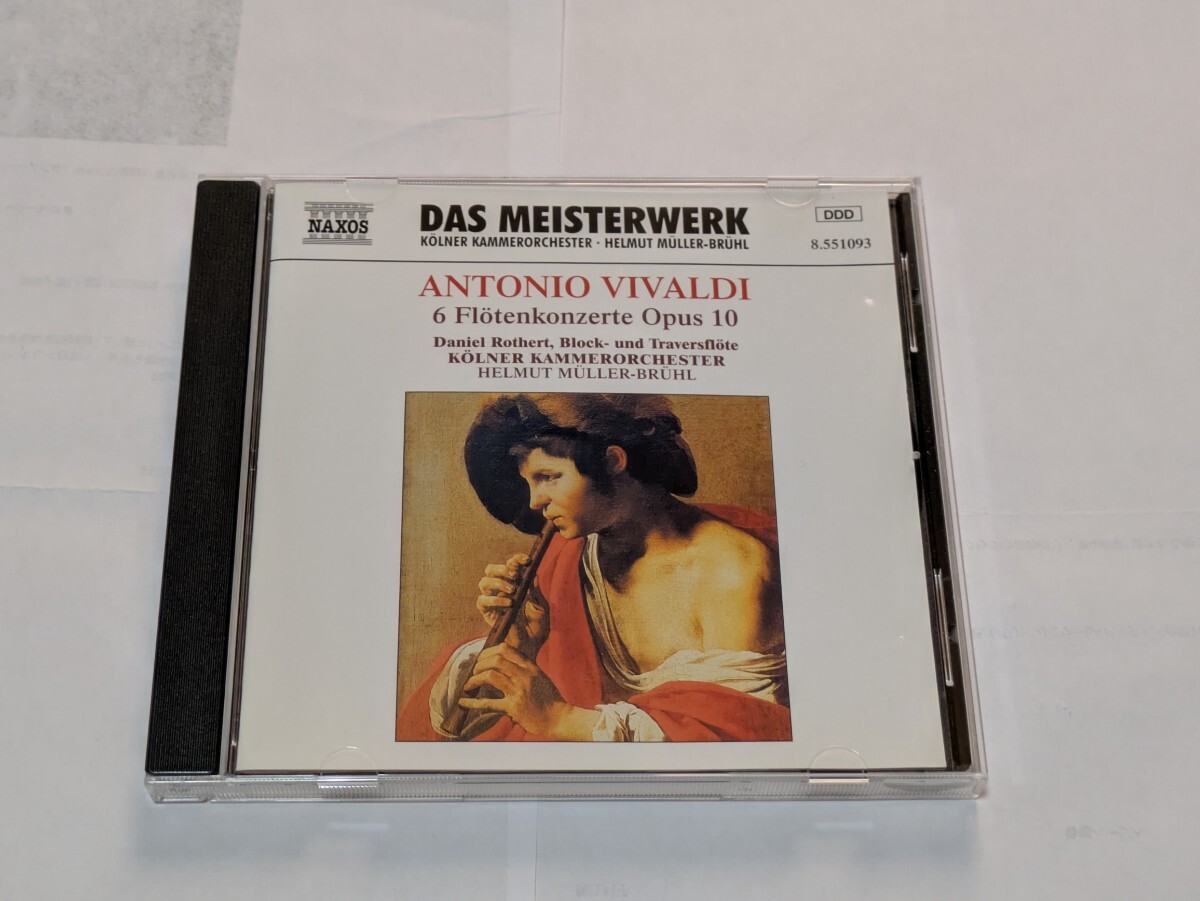 NAXOS
DAS MEISTERWERK
KÖLNER KAMMERORCHESTER · HELMUT MÜLLER-BRÜHL
DDD
8.551093
ANTONIO VIVALDI
6 Flötenkonzerte Opus 10
Daniel Rothert, Block- und Traversflöte
KÖLNER KAMMERORCHESTER
HELMUT MÜLLER-BRÜHL